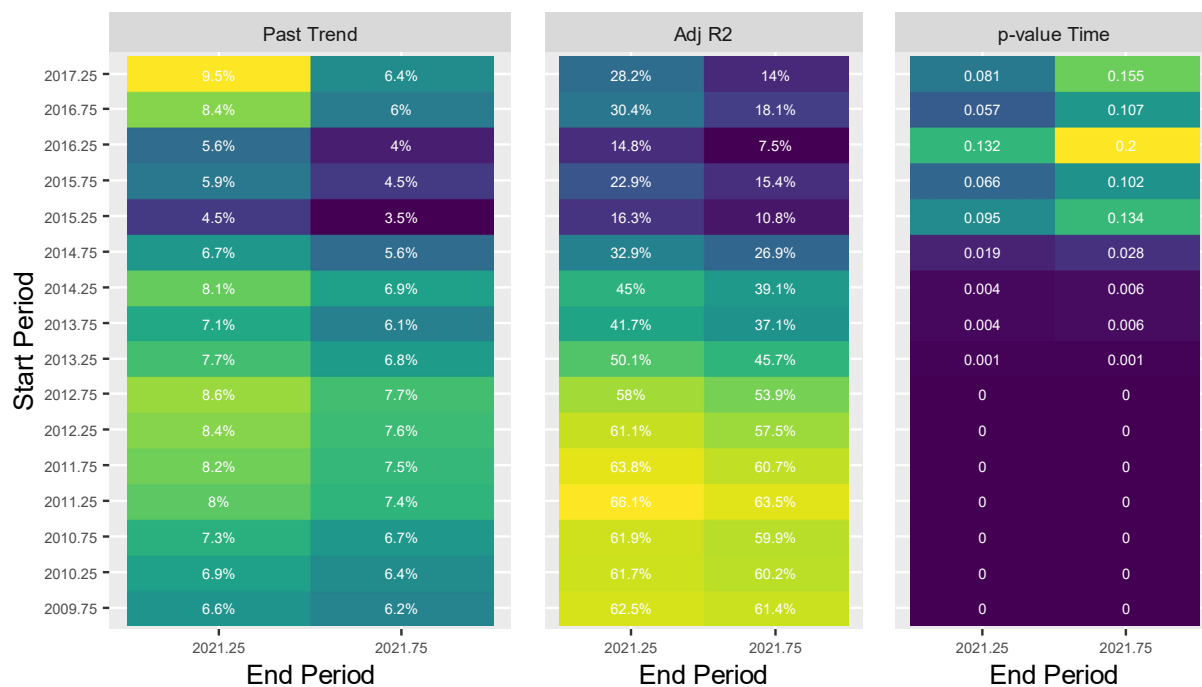 Past Trend Adj R2 p-value Time
2017.25 9.5% 6.4% 28.2% 14% 0.081 0.155
2016.75 8.4% 6% 30.4% 18.1% 0.057 0.107
2016.25 5.6% 4% 14.8% 7.5% 0.132 0.2
2015.75 5.9% 4.5% 22.9% 15.4% 0.066 0.102
2015.25 4.5% 3.5% 16.3% 10.8% 0.095 0.134
2014.75 6.7% 5.6% 32.9% 26.9% 0.019 0.028
2014.25 8.1% 6.9% 45% 39.1% 0.004 0.006
2013.75 7.1% 6.1% 41.7% 37.1% 0.004 0.006
2013.25 7.7% 6.8% 50.1% 45.7% 0.001 0.001
2012.75 8.6% 7.7% 58% 53.9% 0 0
2012.25 8.4% 7.6% 61.1% 57.5% 0 0
2011.75 8.2% 7.5% 63.8% 60.7% 0 0
2011.25 8% 7.4% 66.1% 63.5% 0 0
2010.75 7.3% 6.7% 61.9% 59.9% 0 0
2010.25 6.9% 6.4% 61.7% 60.2% 0 0
2009.75 6.6% 6.2% 62.5% 61.4% 0 0
Start Period
2021.25 2021.75 2021.25 2021.75 2021.25 2021.75
End Period End Period End Period